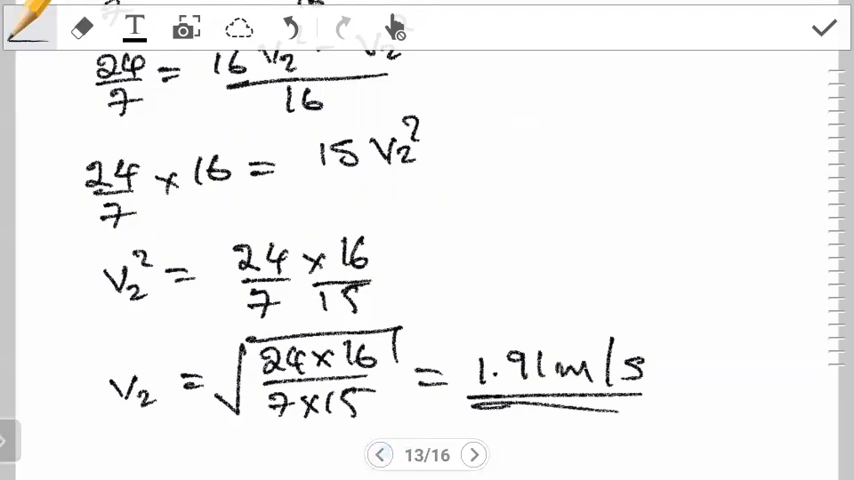 T
24/7 = (16 V₂² - V₂²)/16
24/7 × 16 = 15 V₂²
V₂² = 24/7 × 16/15
V₂ = √((24×16)/(7×15)) = 1.91m/s
13/16